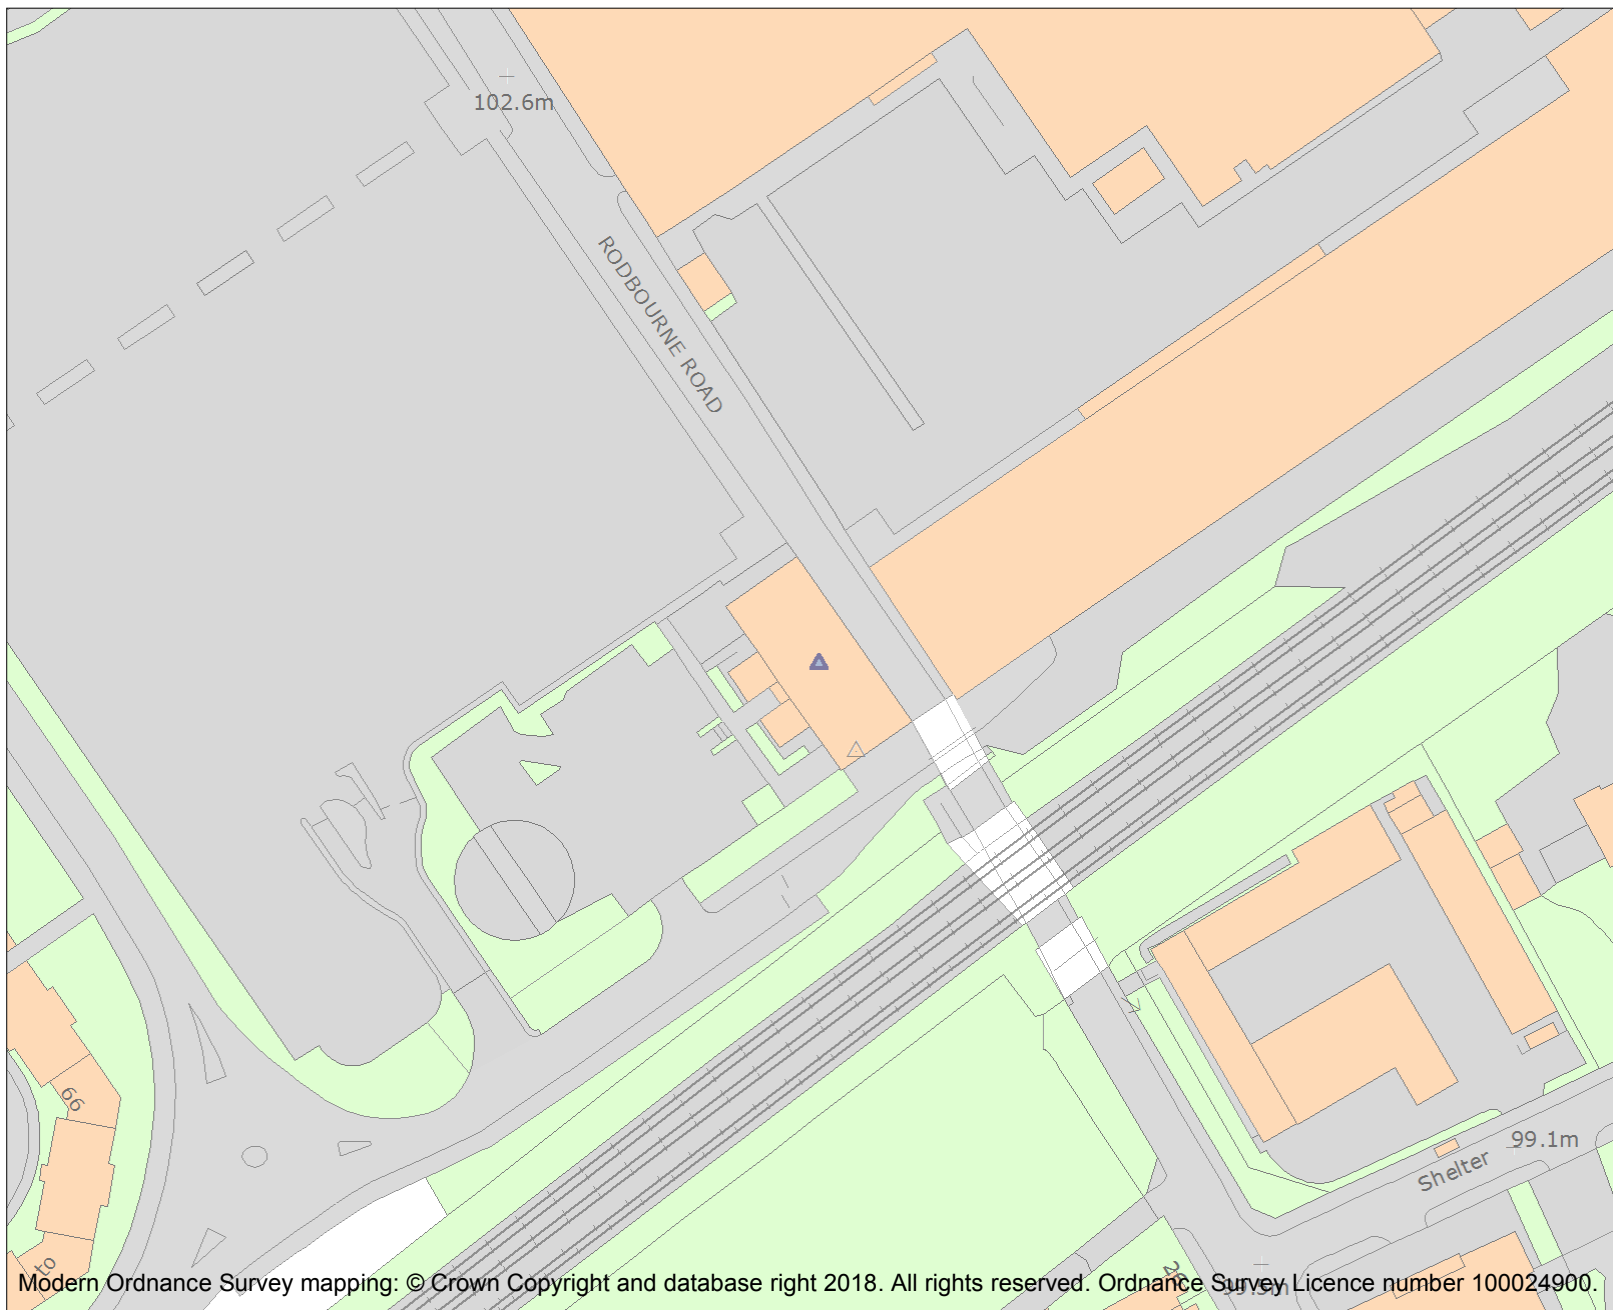 102.6m
RODBOURNE ROAD
66
to
99.1m
Shelter
Modern Ordnance Survey mapping: © Crown Copyright and database right 2018. All rights reserved. Ordnance Survey Licence number 100024900.